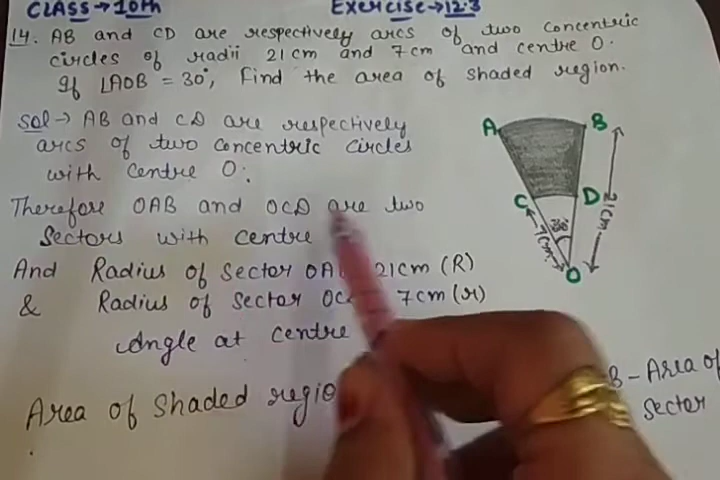 CLASS → 10th Exercise → 12.3
14. AB and CD are respectively arcs of two concentric
circles of radii 21cm and 7cm and centre O.
If ∠AOB = 30°, Find the area of shaded region.
Sol → AB and CD are respectively
arcs of two concentric circles
with centre O.
Therefore OAB and OCD are two
Sectors with centre
And Radius of Sector OA 21cm (R)
& Radius of Sector OC 7cm (r)
Angle at centre
Area of Shaded regio
B - Area of
Sector
A B
C D
30°
7cm
21cm
O